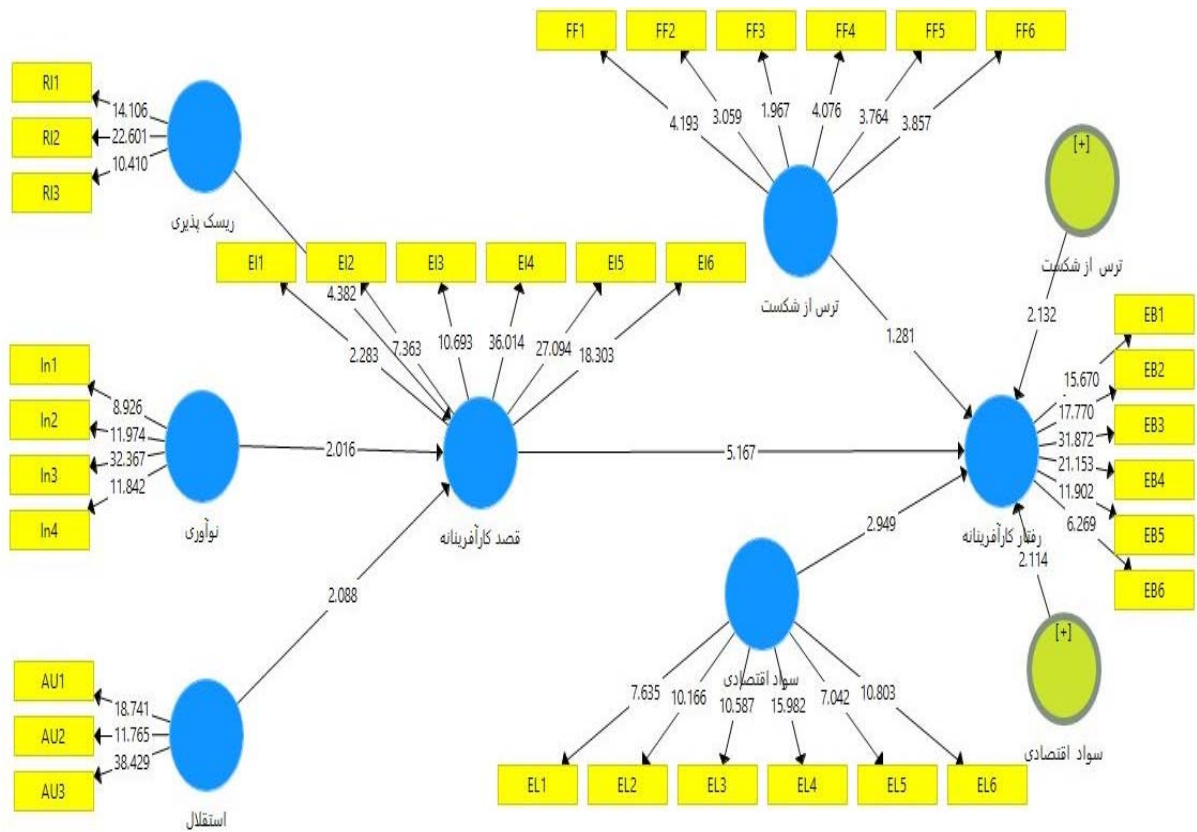 FF1
FF2
FF3
FF4
FF5
FF6
4.193
3.059
1.967
4.076
3.764
3.857
ترس از شکست
1.281
RI1
RI2
RI3
14.106
22.601
10.410
ریسک پذیری
4.382
EI1
EI2
EI3
EI4
EI5
EI6
2.283
7.363
10.693
36.014
27.094
18.303
قصد کارآفرینانه
5.167
In1
In2
In3
In4
8.926
11.974
32.367
11.842
نوآوری
2.016
AU1
AU2
AU3
18.741
11.765
38.429
استقلال
2.088
[+]
ترس از شکست
2.132
EB1
EB2
EB3
EB4
EB5
EB6
15.670
17.770
31.872
21.153
11.902
6.269
رفتار کارآفرینانه
2.949
سواد اقتصادی
7.635
10.166
10.587
15.982
7.042
10.803
EL1
EL2
EL3
EL4
EL5
EL6
2.114
[+]
سواد اقتصادی